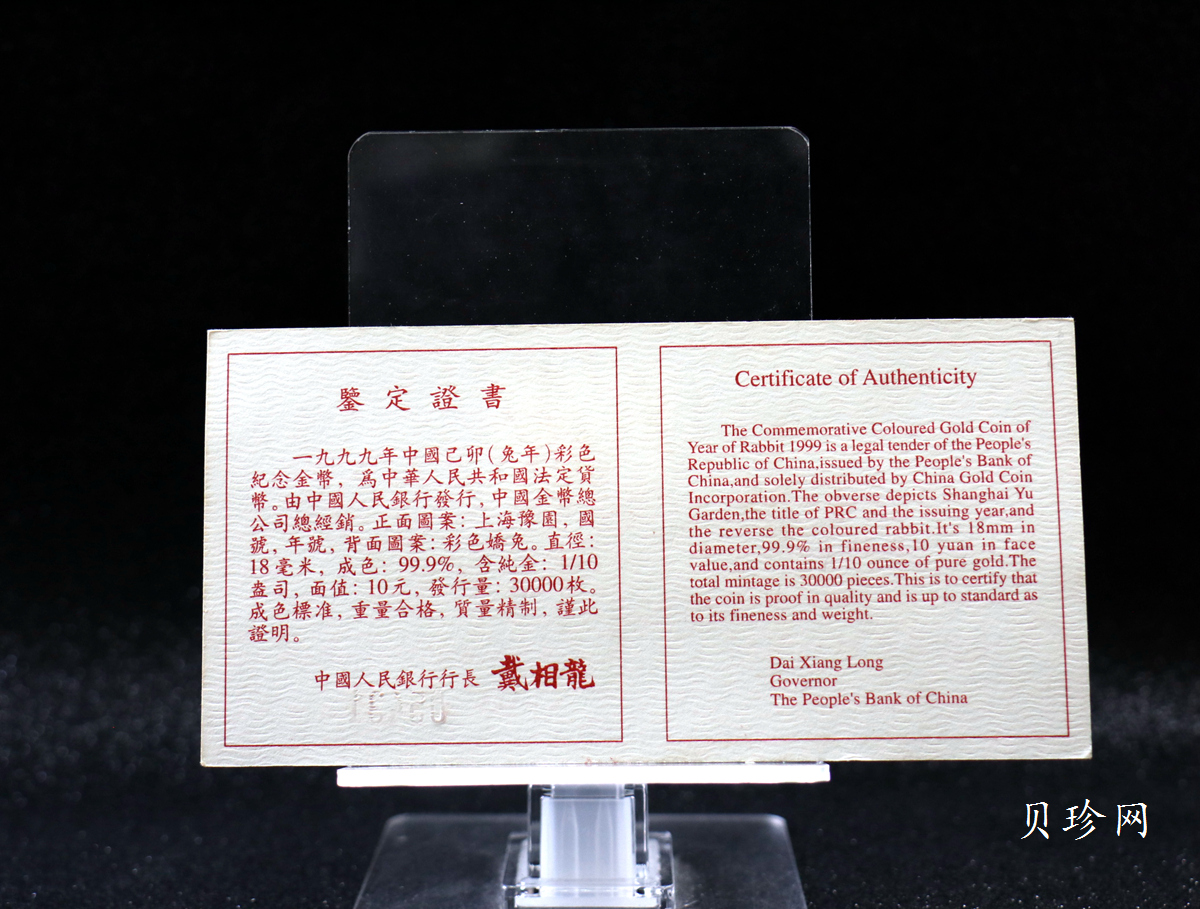 鑒定證書
一九九九年中國己卯(兔年)彩色
紀念金幣，爲中華人民共和國法定貨
幣。由中國人民銀行發行，中國金幣總
公司總經銷。正面圖案：上海豫園，國
號，年號，背面圖案：彩色嬌兔。直徑：
18毫米，成色：99.9%，含純金：1/10
盎司，面值：10元，發行量：30000枚。
成色標准，重量合格，質量精制，謹此
證明。
中國人民銀行行長 戴相龍
Certificate of Authenticity
The Commemorative Coloured Gold Coin of
Year of Rabbit 1999 is a legal tender of the People's
Republic of China,issued by the People's Bank of
China,and solely distributed by China Gold Coin
Incorporation.The obverse depicts Shanghai Yu
Garden,the title of PRC and the issuing year,and
the reverse the coloured rabbit.It's 18mm in
diameter,99.9% in fineness,10 yuan in face
value,and contains 1/10 ounce of pure gold.The
total mintage is 30000 pieces.This is to certify that
the coin is proof in quality and is up to standard as
to its fineness and weight.
Dai Xiang Long
Governor
The People's Bank of China
贝珍网